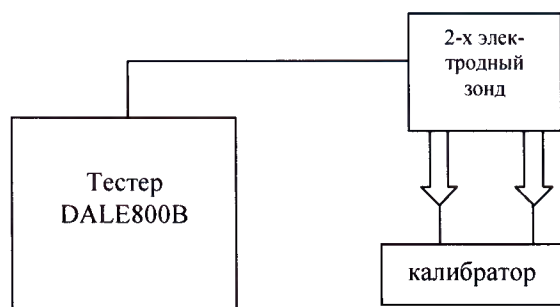 2-х элек-
тродный
зонд
Тестер
DALE800B
калибратор